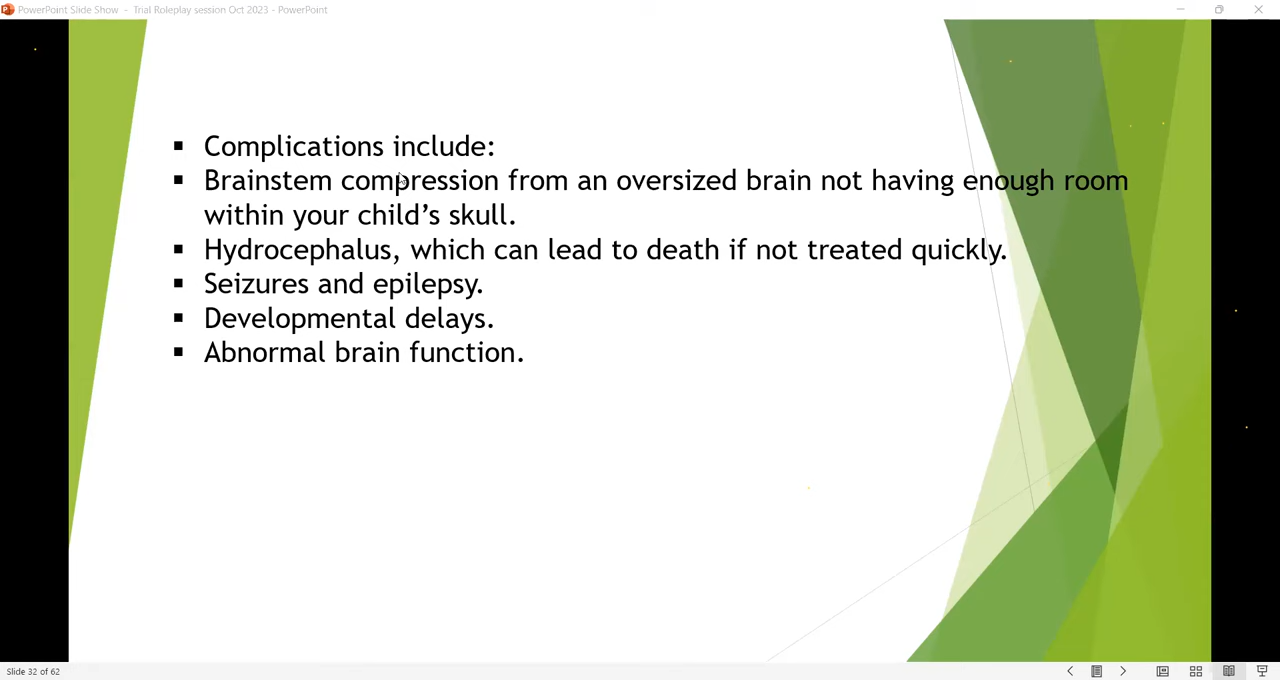 PowerPoint Slide Show - Trial Roleplay session Oct 2023 - PowerPoint
▪ Complications include:
▪ Brainstem compression from an oversized brain not having enough room
within your child’s skull.
▪ Hydrocephalus, which can lead to death if not treated quickly.
▪ Seizures and epilepsy.
▪ Developmental delays.
▪ Abnormal brain function.
Slide 32 of 62